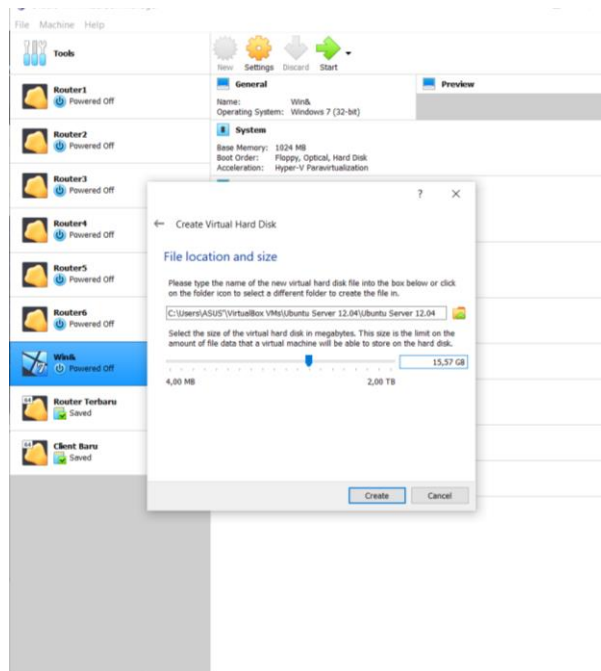 File Machine Help
Tools
New Settings Discard Start
Router1
Powered Off
Router2
Powered Off
Router3
Powered Off
Router4
Powered Off
Router5
Powered Off
Router6
Powered Off
Win&
Powered Off
Router Terbaru
Saved
Client Baru
Saved
General
Name: Win&
Operating System: Windows 7 (32-bit)
Preview
System
Base Memory: 1024 MB
Boot Order: Floppy, Optical, Hard Disk
Acceleration: Hyper-V Paravirtualization
? ×
← Create Virtual Hard Disk
File location and size
Please type the name of the new virtual hard disk file into the box below or click
on the folder icon to select a different folder to create the file in.
C:\Users\ASUS"\VirtualBox VMs\Ubuntu Server 12.04\Ubuntu Server 12.04
Select the size of the virtual hard disk in megabytes. This size is the limit on the
amount of file data that a virtual machine will be able to store on the hard disk.
15,57 GB
4,00 MB 2,00 TB
Create Cancel